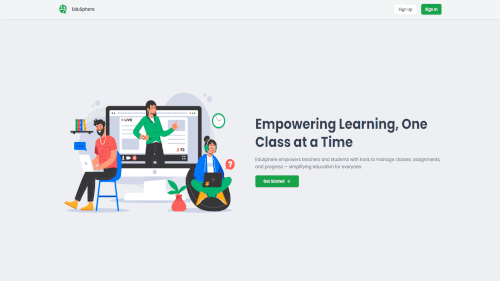 EduSphere
Sign Up
Sign In
LIVE
72
Empowering Learning, One
Class at a Time
EduSphere empowers teachers and students with tools to manage classes, assignments,
and progress — simplifying education for everyone.
Get Started →